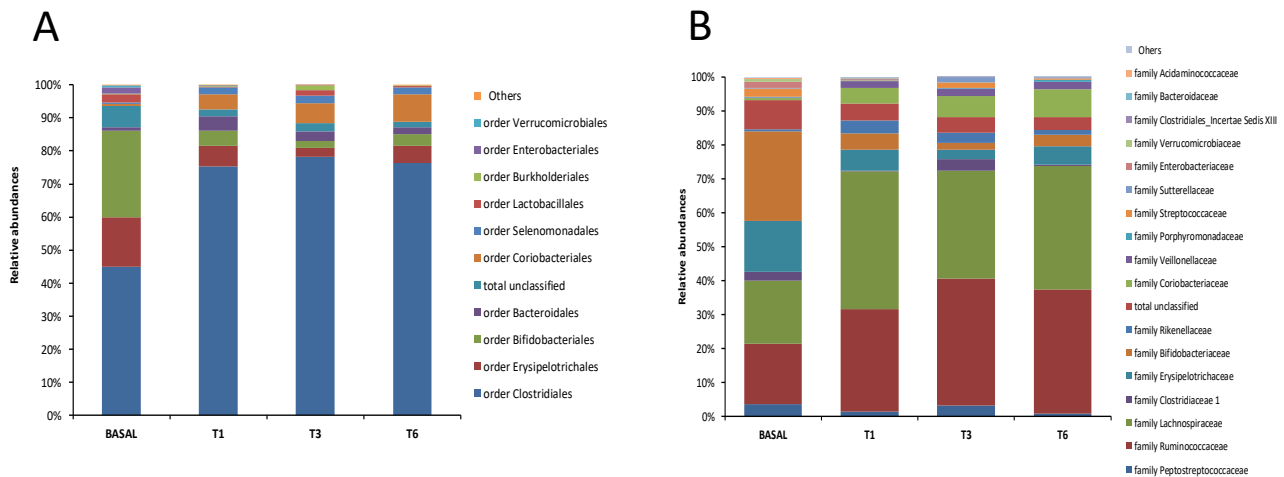 A
Relative abundances
100%
90%
80%
70%
60%
50%
40%
30%
20%
10%
0%
BASAL T1 T3 T6
Others
order Verrucomicrobiales
order Enterobacteriales
order Burkholderiales
order Lactobacillales
order Selenomonadales
order Coriobacteriales
total unclassified
order Bacteroidales
order Bifidobacteriales
order Erysipelotrichales
order Clostridiales
B
Relative abundances
100%
90%
80%
70%
60%
50%
40%
30%
20%
10%
0%
BASAL T1 T3 T6
Ohers
family Acidaminococcaceae
family Bacteroidaceae
family Clostridiales_Incertae Sedis XIII
family Verrucomicrobiaceae
family Enterobacteriaceae
family Sutterellaceae
family Streptococcaceae
family Porphyromonadaceae
family Veillonellaceae
family Coriobacteriaceae
total unclassified
family Rikenellaceae
family Bifidobacteriaceae
family Erysipelotrichaceae
family Clostridiaceae 1
family Lachnospiraceae
family Ruminococcaceae
family Peptostreptococcaceae